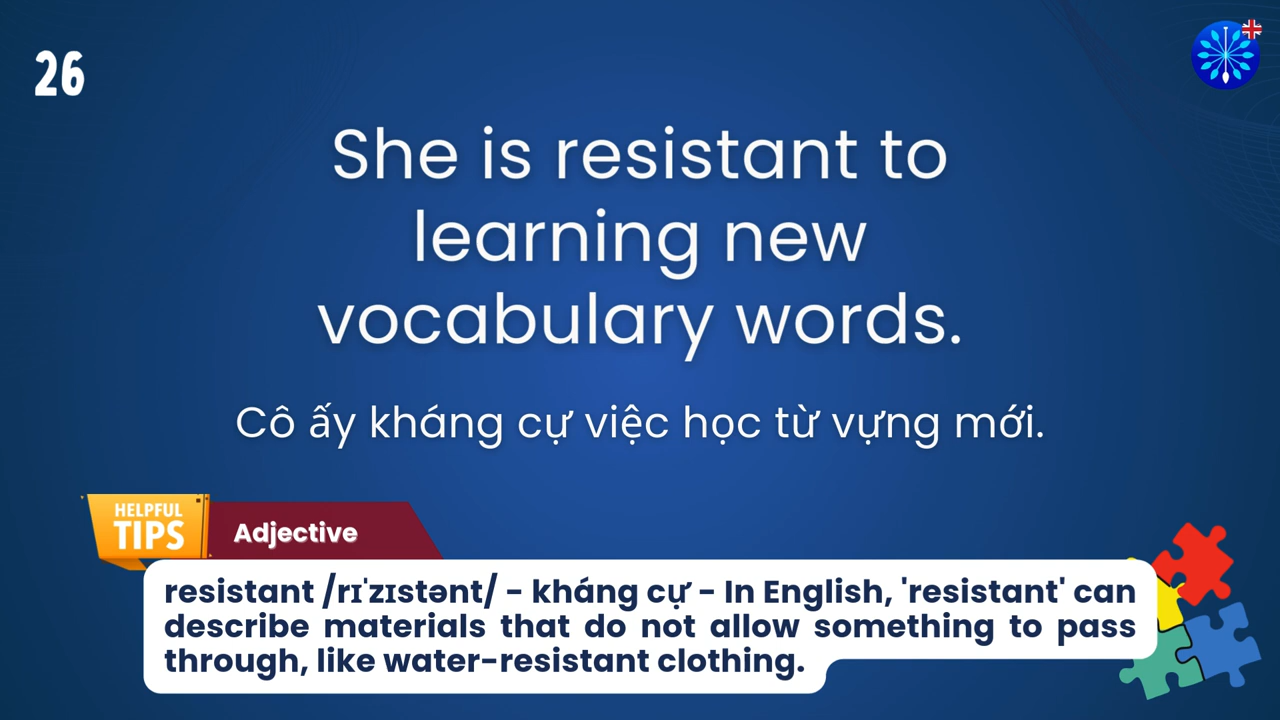 26
She is resistant to
learning new
vocabulary words.
Cô ấy kháng cự việc học từ vựng mới.
HELPFUL
TIPS
Adjective
resistant /rɪˈzɪstənt/ - kháng cự - In English, 'resistant' can
describe materials that do not allow something to pass
through, like water-resistant clothing.